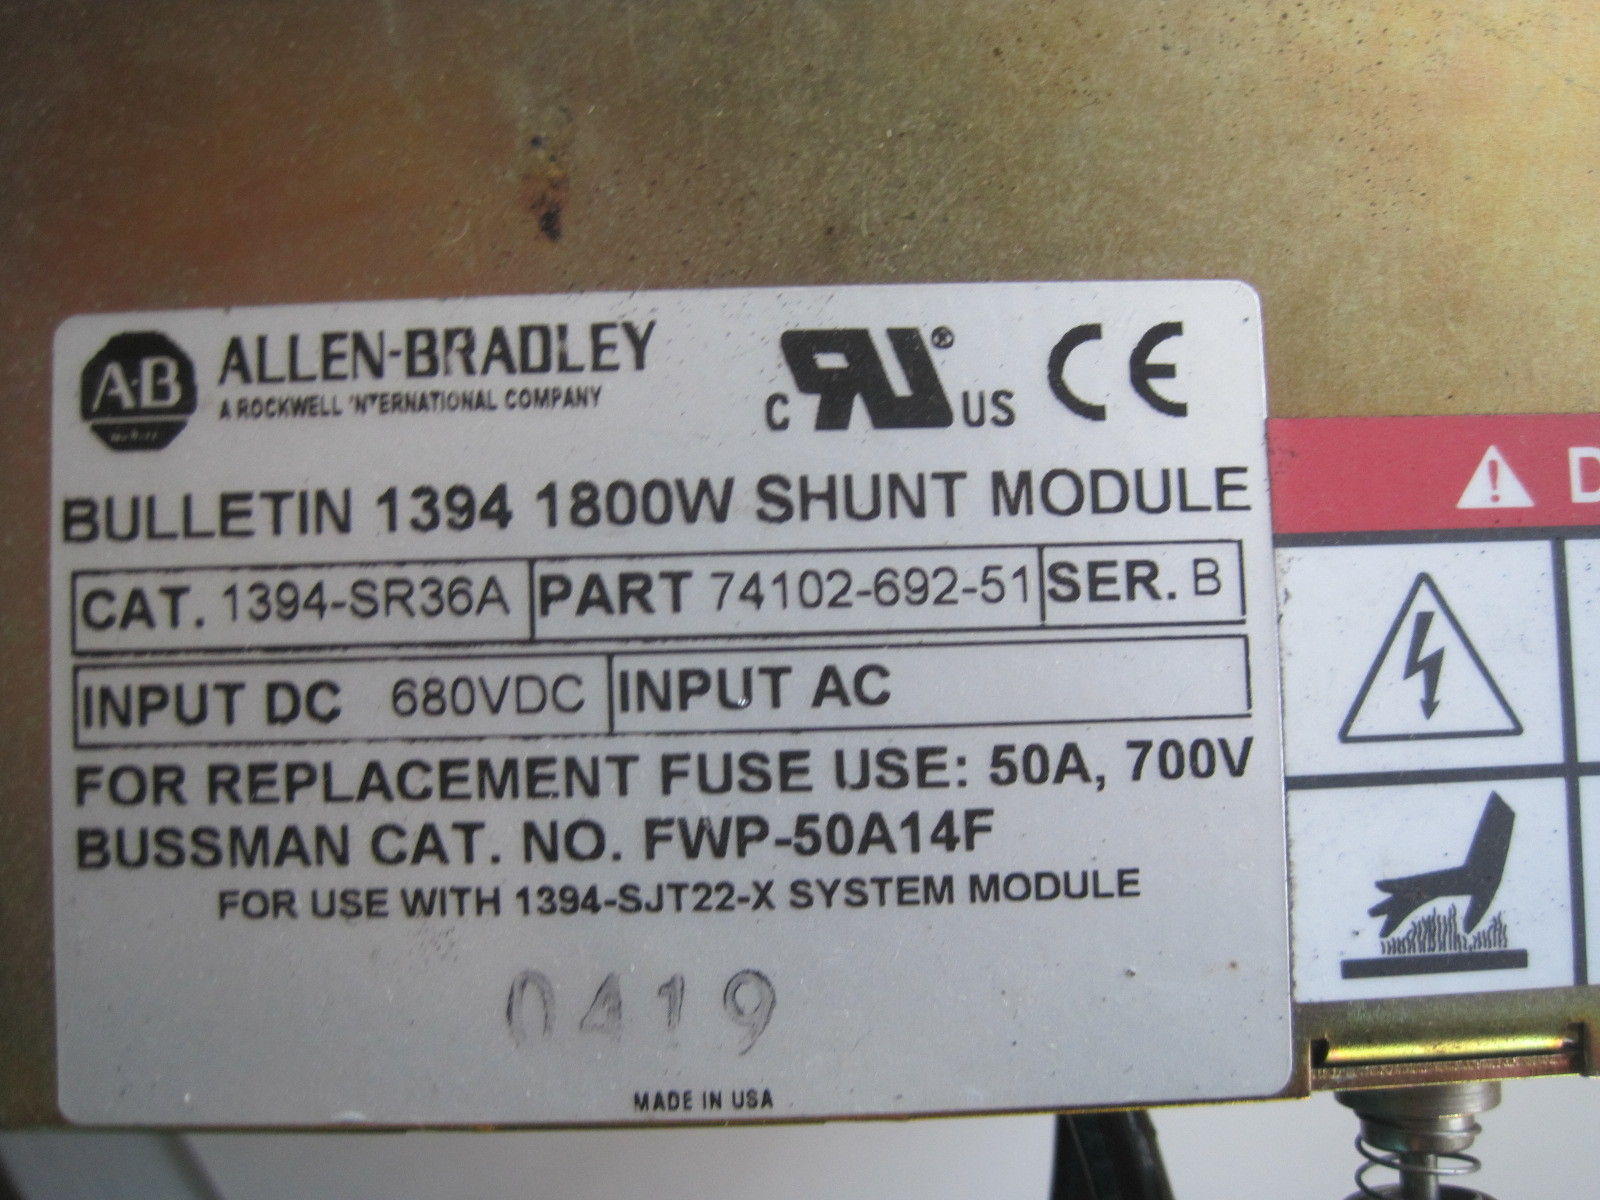 A·B
ALLEN-BRADLEY
A ROCKWELL INTERNATIONAL COMPANY
C UR ® US CE
BULLETIN 1394 1800W SHUNT MODULE
CAT. 1394-SR36A PART 74102-692-51 SER. B
INPUT DC 680VDC INPUT AC
FOR REPLACEMENT FUSE USE: 50A, 700V
BUSSMAN CAT. NO. FWP-50A14F
FOR USE WITH 1394-SJT22-X SYSTEM MODULE
0419
MADE IN USA
! D